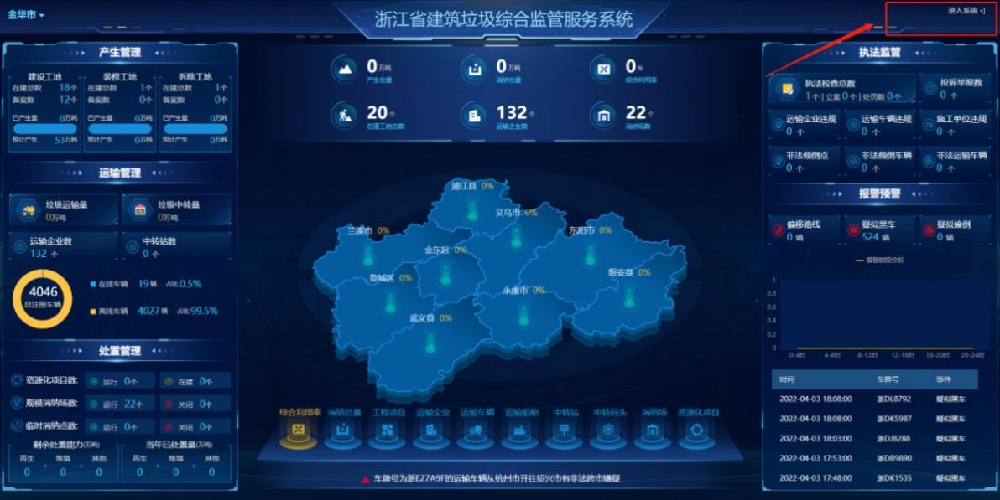 金华市
浙江省建筑垃圾综合监管服务系统
进入系统
产生管理
建设工地 装修工地 拆除工地
在建总数 18个 在建总数 1个 在建总数 1个
备案数 12个 备案数 0个 备案数 0个
已产生量 0万吨 已产生量 0万吨 已产生量 0万吨
预计产生 53万吨 预计产生 0万吨 预计产生 0万吨
运输管理
垃圾运输量 垃圾中转量
0万吨 0万吨
运输企业数 中转站数
132 个 0 个
4046
总注册车辆
在线车辆 19辆 占比0.5%
离线车辆 4027辆 占比99.5%
处置管理
资源化项目数: 运行 0个 在建 0个
规模消纳场数: 运行 22个 关闭 0个
临时消纳点数: 运行 0个 关闭 0个
剩余处置能力(万吨) 当年已处置量(万吨)
再生 堆填 其他 再生 堆填 其他
0 0 0 0 0 0
0万吨 0万吨 0%
产生总量 消纳总量 综合利用率
20个 132个 22个
在建工地总数 运输企业数 消纳场数
浦江县 0%
义乌市 0%
兰溪市 0%
东阳市 0%
金东区 0%
婺城区 0%
磐安县 0%
永康市 0%
武义县 0%
综合利用率 消纳总量 工程项目 运输企业 运输车辆 运输船舶 中转站 中转码头 消纳场 资源化项目
车牌号为浙E27A9F的运输车辆从杭州市开往绍兴市有非法跨市嫌疑
执法监管
执法检查总数 投诉举报数
1个 | 立案 0个 | 处罚数 0个 0 个
运输企业违规 运输车辆违规 施工单位违规
0 个 0 个 0 个
非法倾倒点 非法倾倒车辆 非法运输车辆
0 个 0 个 0 个
报警预警
偏移路线 疑似黑车 疑似偷倒
0 辆 524 辆 0 辆
报警时段分析
1
0.8
0.6
0.4
0.2
0
0-4时 4-8时 8-12时 12-16时 16-20时 20-24时
时间 车牌号 事件
2022-04-03 18:08:00 浙DL8792 疑似黑车
2022-04-03 18:08:00 浙DK5987 疑似黑车
2022-04-03 18:03:00 浙DJ8288 疑似黑车
2022-04-03 17:53:00 浙DB9890 疑似黑车
2022-04-03 17:48:00 浙DK1535 疑似黑车